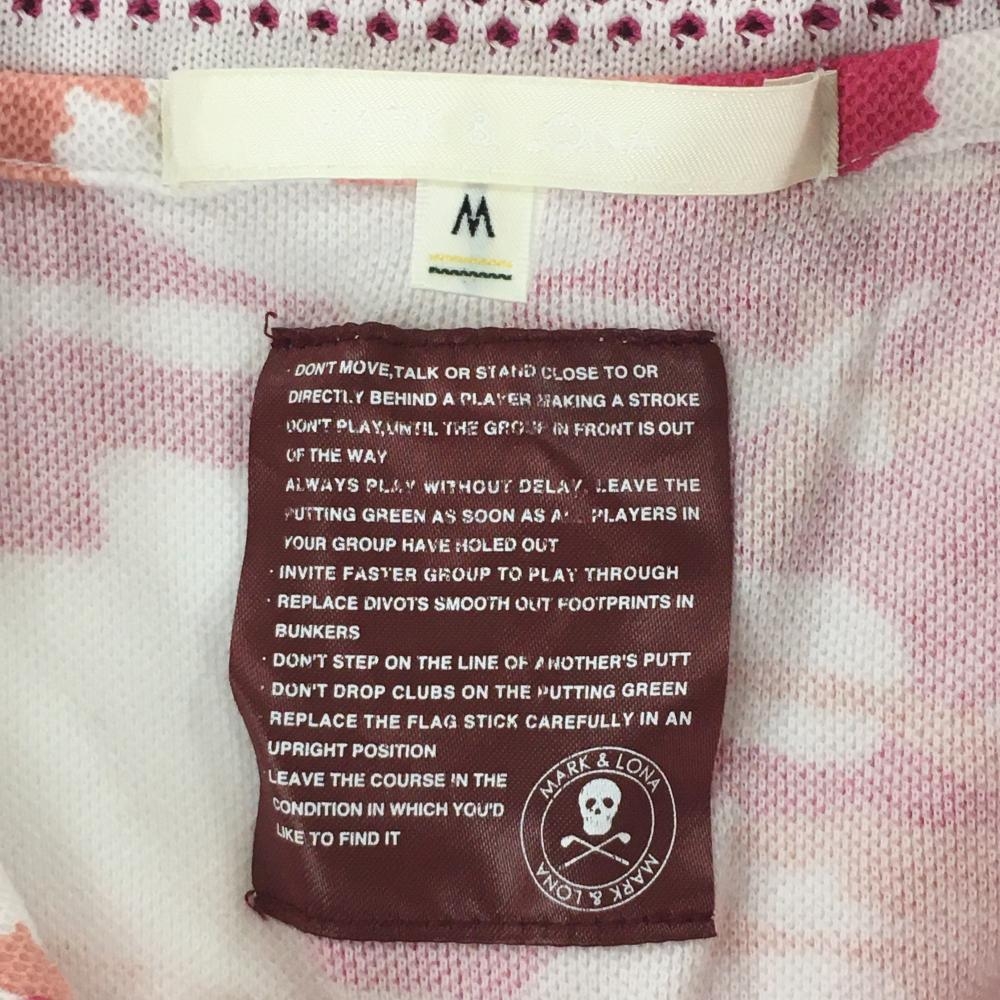 MARK & LONA
M
· DON'T MOVE,TALK OR STAND CLOSE TO OR
DIRECTLY BEHIND A PLAYER MAKING A STROKE
DON'T PLAY,UNTIL THE GROUP IN FRONT IS OUT
OF THE WAY
ALWAYS PLAY WITHOUT DELAY, LEAVE THE
PUTTING GREEN AS SOON AS ALL PLAYERS IN
YOUR GROUP HAVE HOLED OUT
· INVITE FASTER GROUP TO PLAY THROUGH
· REPLACE DIVOTS SMOOTH OUT FOOTPRINTS IN
BUNKERS
· DON'T STEP ON THE LINE OF ANOTHER'S PUTT
· DON'T DROP CLUBS ON THE PUTTING GREEN
REPLACE THE FLAG STICK CAREFULLY IN AN
UPRIGHT POSITION
LEAVE THE COURSE IN THE
CONDITION IN WHICH YOU'D
LIKE TO FIND IT
MARK & LONA
MARK & LONA